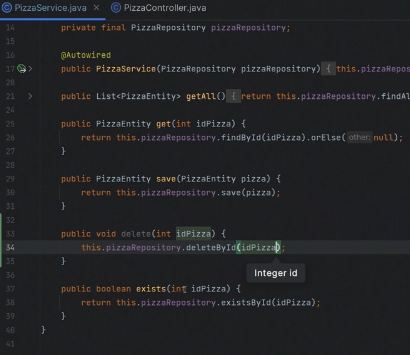 PizzaService.java × PizzaController.java
14 private final PizzaRepository pizzaRepository;
15
16 @Autowired
17 public PizzaService(PizzaRepository pizzaRepository) { this.pizzaRepos
20
21 public List<PizzaEntity> getAll() { return this.pizzaRepository.findAl
24
25 public PizzaEntity get(int idPizza) {
26 return this.pizzaRepository.findById(idPizza).orElse( other: null);
27 }
28
29 public PizzaEntity save(PizzaEntity pizza) {
30 return this.pizzaRepository.save(pizza);
31 }
32
33 public void delete(int idPizza) {
34 this.pizzaRepository.deleteById(idPizza);
35 }
Integer id
36
37 public boolean exists(int idPizza) {
38 return this.pizzaRepository.existsById(idPizza);
39 }
40 }
41